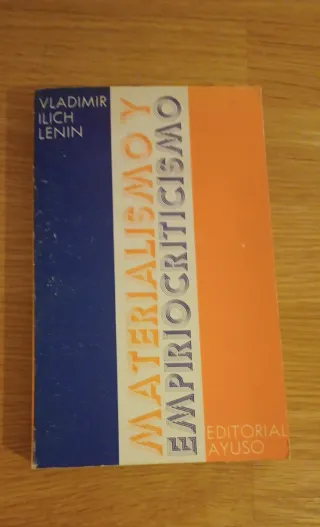 VLADIMIR
ILICH
LENIN
MATERIALISMO Y
EMPIRIOCRITICISMO
EDITORIAL
AYUSO